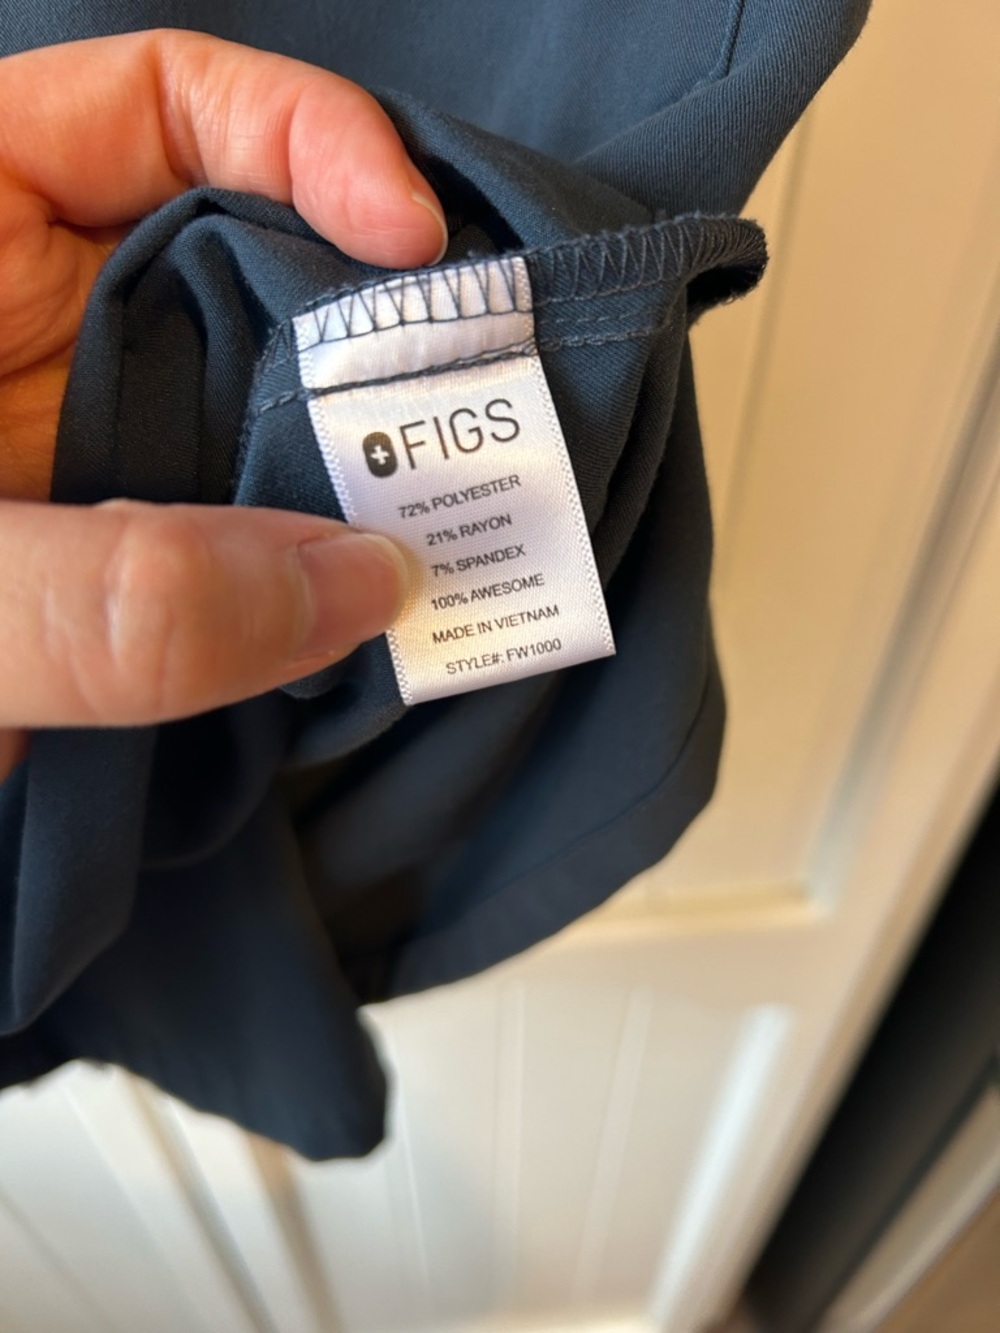 FIGS
72% POLYESTER
21% RAYON
7% SPANDEX
100% AWESOME
MADE IN VIETNAM
STYLE#: FW1000